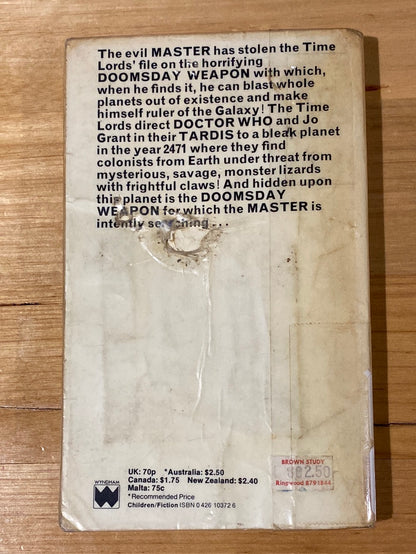 The evil MASTER has stolen the Time
Lords' file on the horrifying
DOOMSDAY WEAPON with which,
when he finds it, he can blast whole
planets out of existence and make
himself ruler of the Galaxy! The Time
Lords direct DOCTOR WHO and Jo
Grant in their TARDIS to a bleak planet
in the year 2471 where they find
colonists from Earth under threat from
mysterious, savage, monster lizards
with frightful claws! And hidden upon
this planet is the DOOMSDAY
WEAPON for which the MASTER is
intently searching...
UK: 70p *Australia: $2.50
Canada: $1.75 New Zealand: $2.40
Malta: 75c
*Recommended Price
Children/Fiction ISBN 0 426 10372 6
WYNDHAM
BROWN STUDY
2.50
Ringwood 8791844